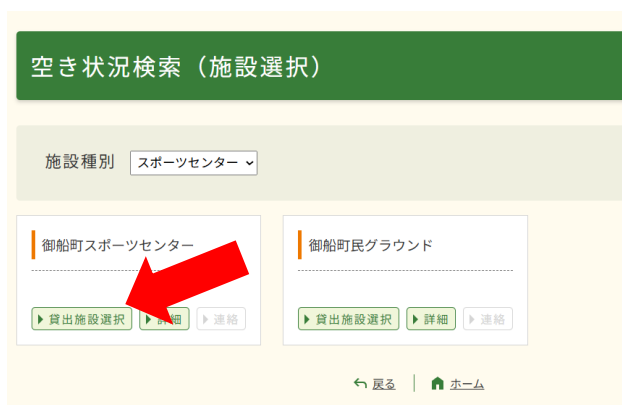 空き状況検索（施設選択）
施設種別 スポーツセンター
御船町スポーツセンター
貸出施設選択 詳細 連絡
御船町民グラウンド
貸出施設選択 詳細 連絡
戻る ホーム